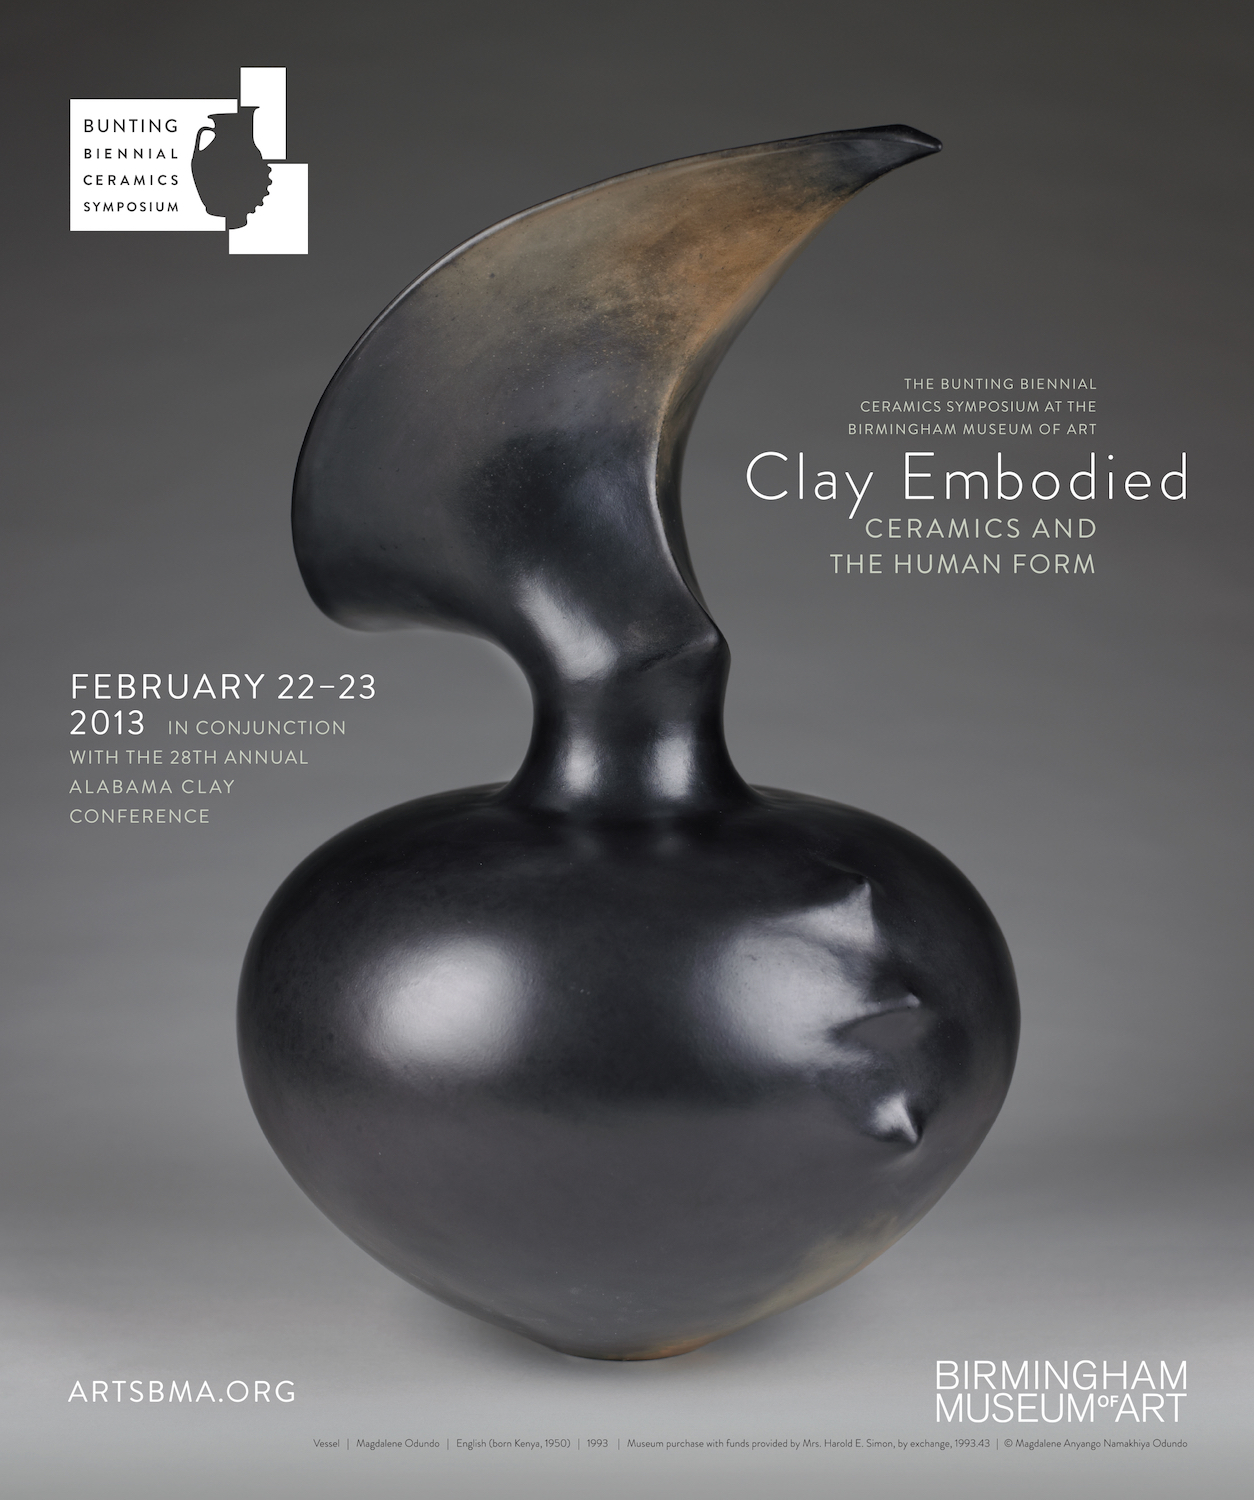 BUNTING
BIENNIAL
CERAMICS
SYMPOSIUM
THE BUNTING BIENNIAL
CERAMICS SYMPOSIUM AT THE
BIRMINGHAM MUSEUM OF ART
Clay Embodied
CERAMICS AND
THE HUMAN FORM
FEBRUARY 22–23
2013 IN CONJUNCTION
WITH THE 28TH ANNUAL
ALABAMA CLAY
CONFERENCE
ARTSBMA.ORG
BIRMINGHAM
MUSEUM OF ART
Vessel | Magdalene Odundo | English (born Kenya, 1950) | 1993 | Museum purchase with funds provided by Mrs. Harold E. Simon, by exchange, 1993.43 | © Magdalene Anyango Namakhiya Odundo